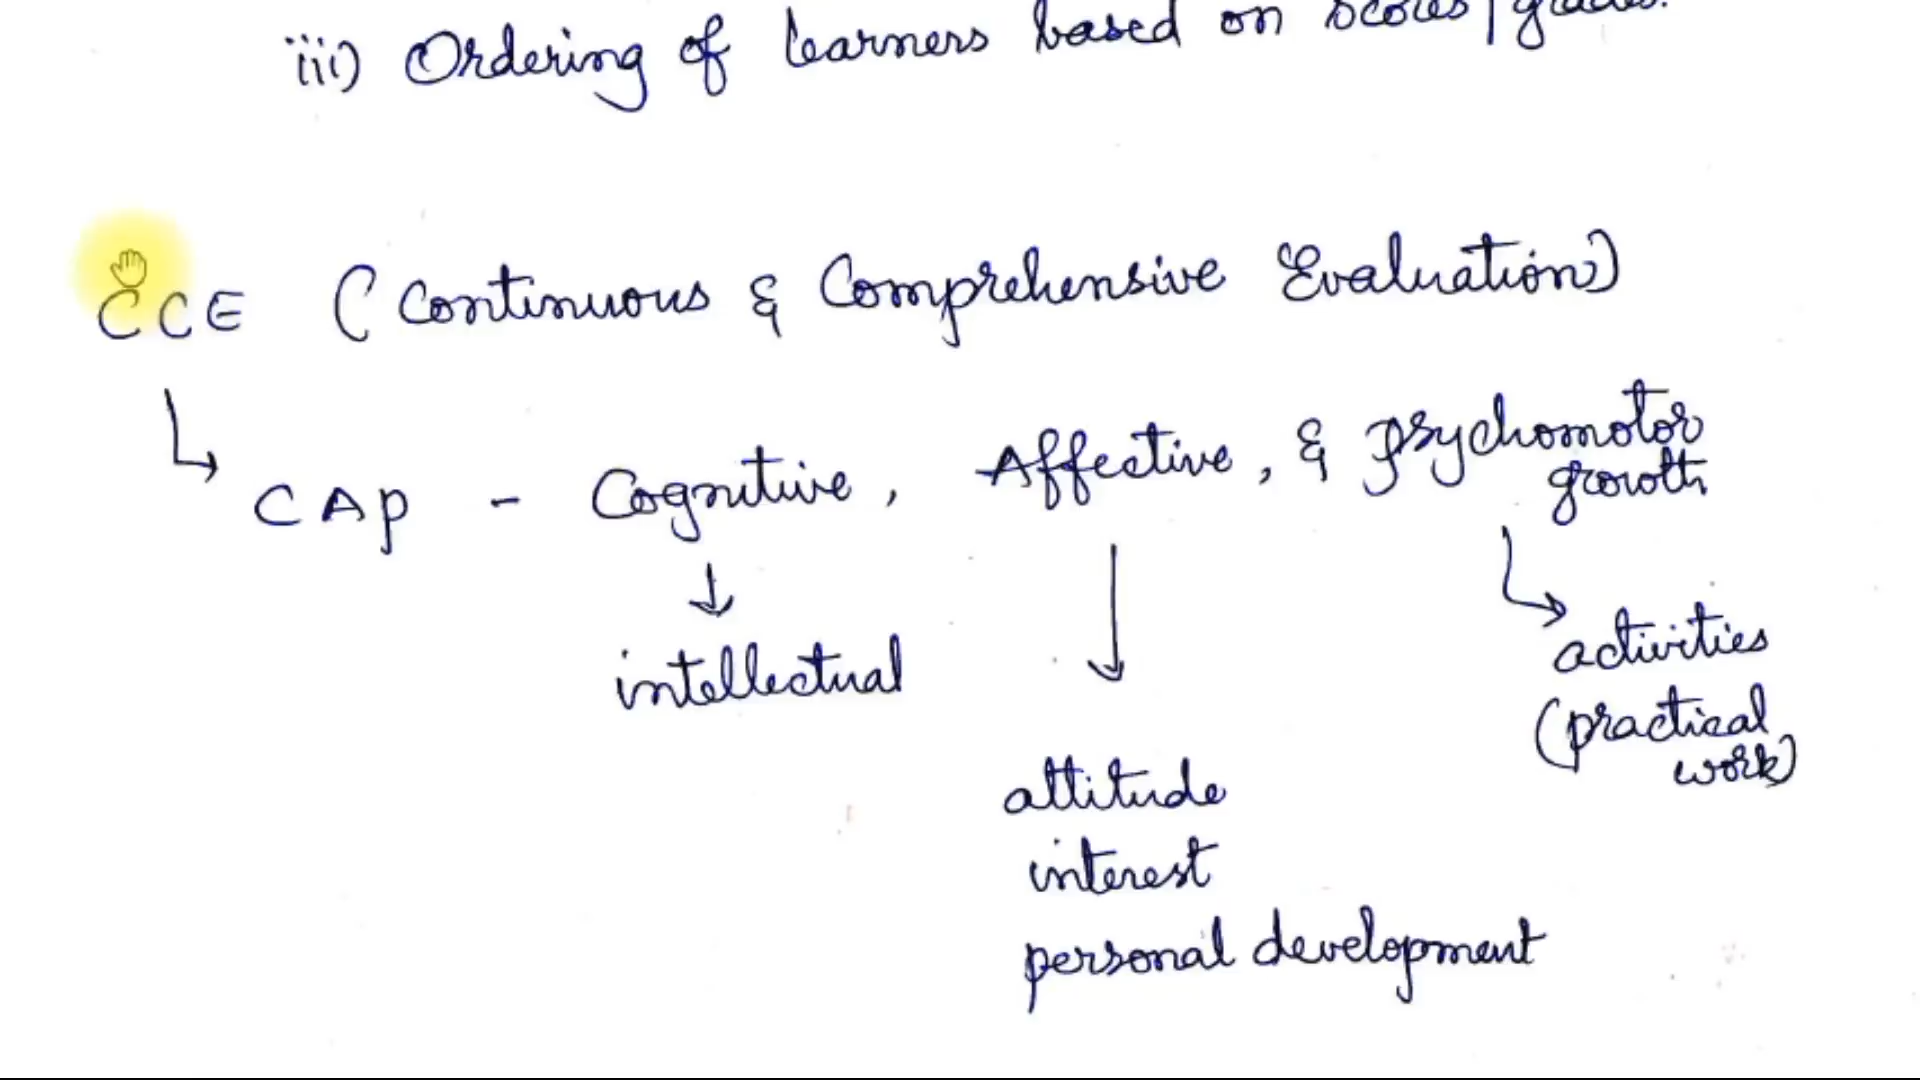 iii) Ordering of learners based on scores/grades.
CCE (Continuous & Comprehensive Evaluation)
CAP - Cognitive, Affective, & psychomotor
growth
intellectual
activities
(practical
work)
attitude
interest
personal development